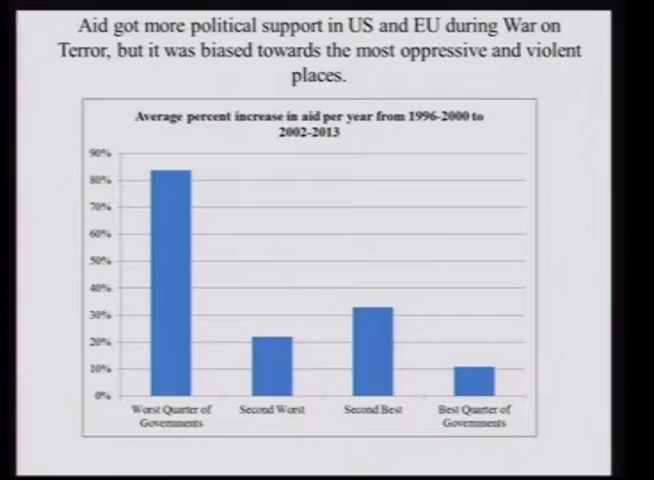 Aid got more political support in US and EU during War on
Terror, but it was biased towards the most oppressive and violent
places.
Average percent increase in aid per year from 1996-2000 to
2002-2013
90%
80%
70%
60%
50%
40%
30%
20%
10%
0%
Worst Quarter of
Governments
Second Worst
Second Best
Best Quarter of
Governments